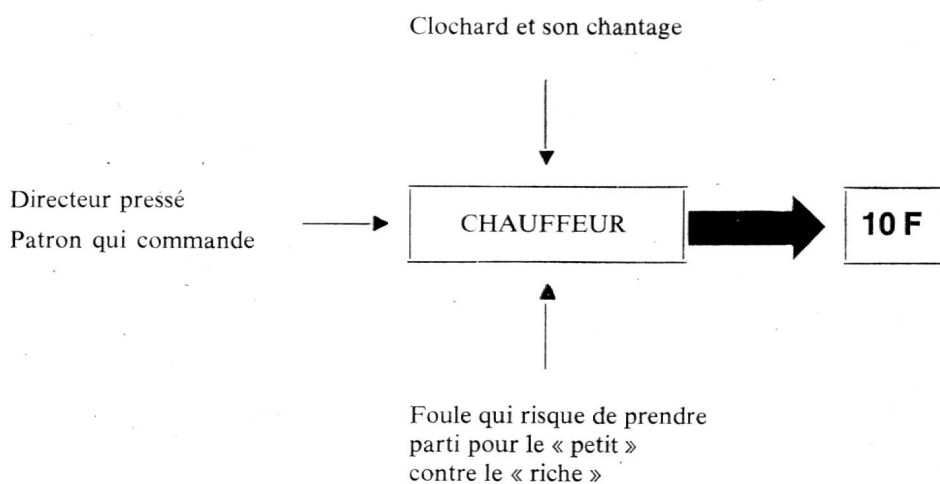 Clochard et son chantage
Directeur pressé
Patron qui commande
CHAUFFEUR
10 F
Foule qui risque de prendre
parti pour le « petit »
contre le « riche »